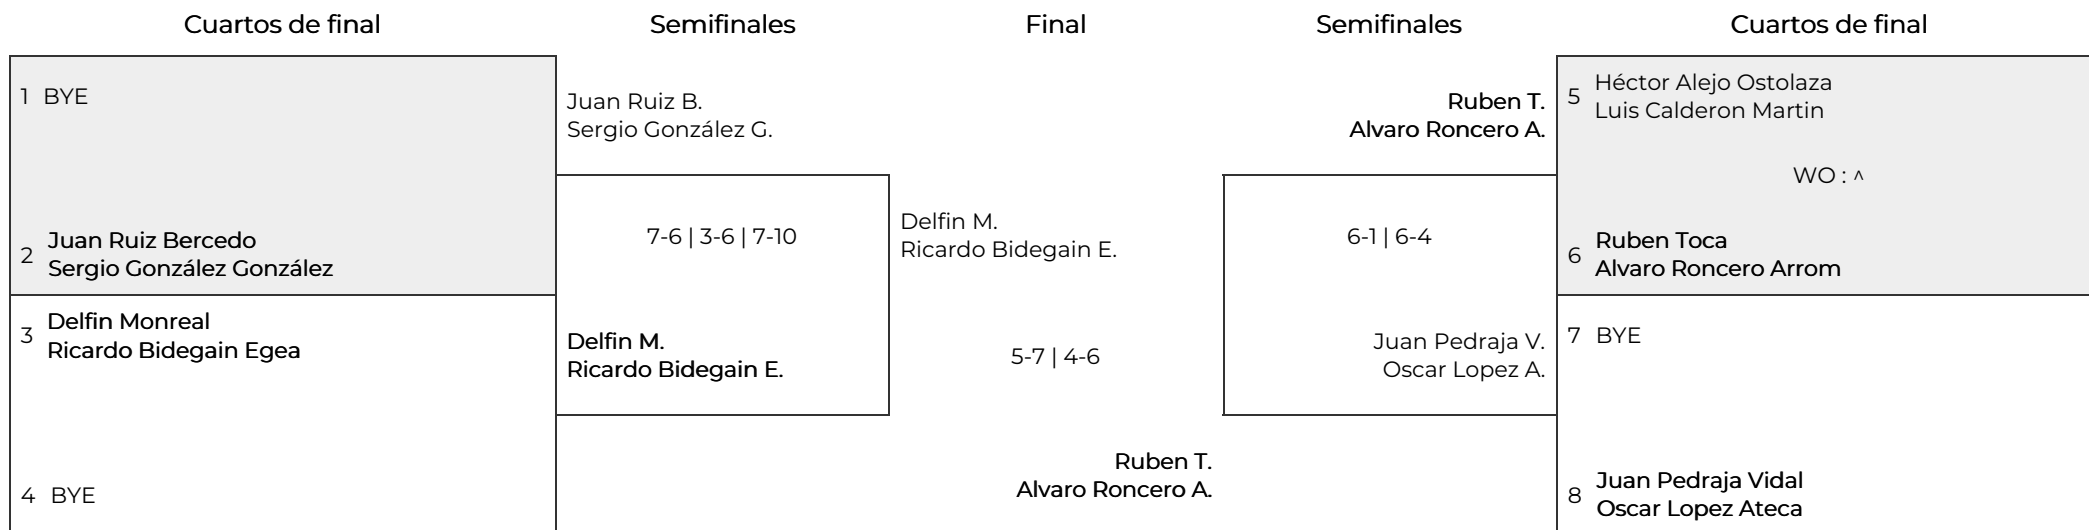 Cuartos de final
Semifinales
Final
Semifinales
Cuartos de final
1 BYE
2 Juan Ruiz Bercedo
Sergio González González
3 Delfin Monreal
Ricardo Bidegain Egea
4 BYE
Juan Ruiz B.
Sergio González G.
7-6 | 3-6 | 7-10
Delfin M.
Ricardo Bidegain E.
Delfin M.
Ricardo Bidegain E.
5-7 | 4-6
Ruben T.
Alvaro Roncero A.
Ruben T.
Alvaro Roncero A.
6-1 | 6-4
Juan Pedraja V.
Oscar Lopez A.
5 Héctor Alejo Ostolaza
Luis Calderon Martin
WO : ^
6 Ruben Toca
Alvaro Roncero Arrom
7 BYE
8 Juan Pedraja Vidal
Oscar Lopez Ateca